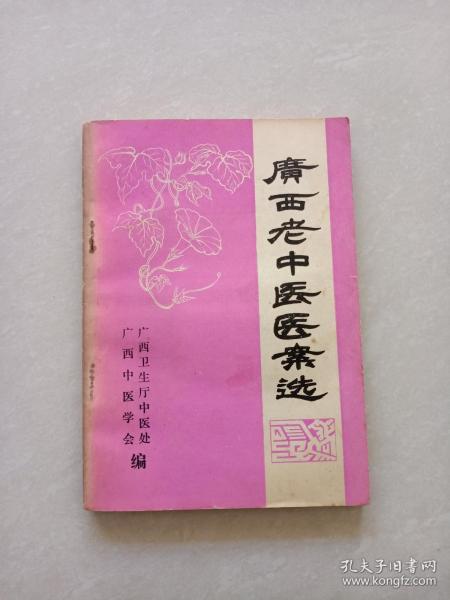 廣西老中医医案选
广西卫生厅中医处
广西中医学会
编
孔夫子旧书网
www.kongfz.com